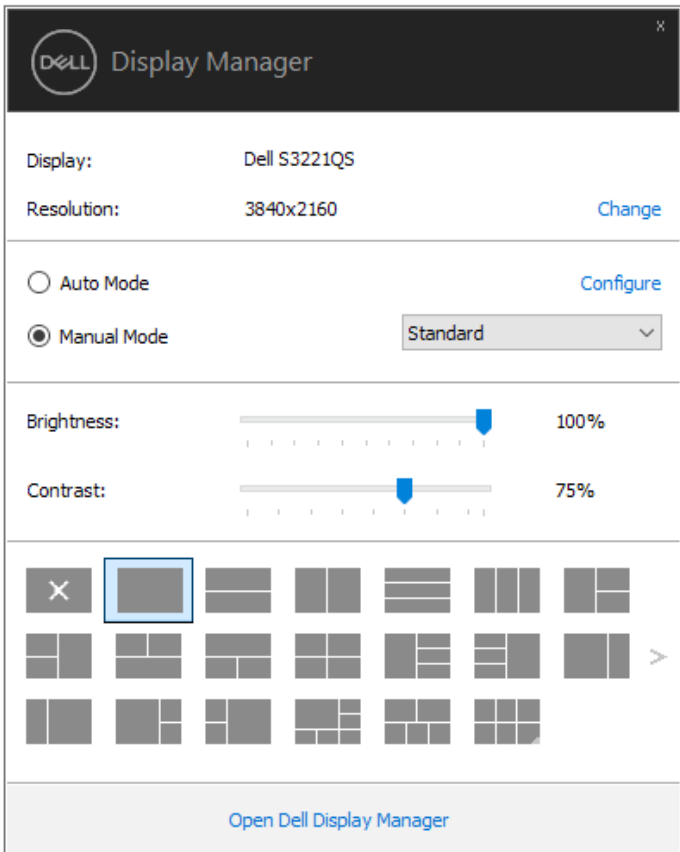 DELL Display Manager x
Display: Dell S3221QS
Resolution: 3840x2160 Change
Auto Mode Configure
Manual Mode Standard
Brightness: 100%
Contrast: 75%
Open Dell Display Manager